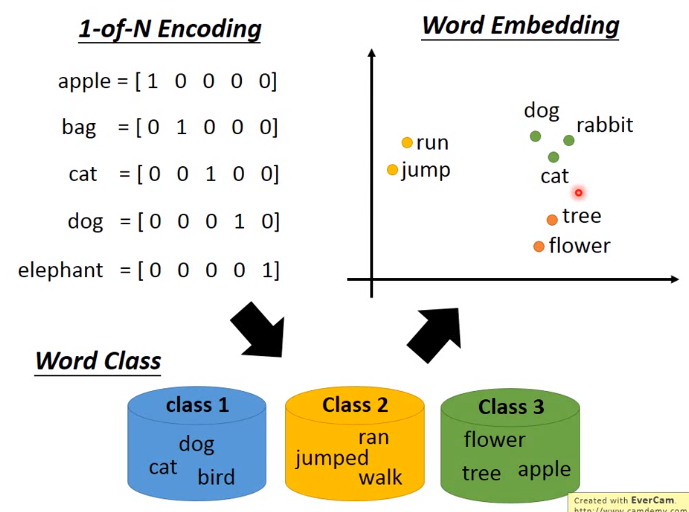 1-of-N Encoding
apple = [ 1 0 0 0 0]
bag = [ 0 1 0 0 0]
cat = [ 0 0 1 0 0]
dog = [ 0 0 0 1 0]
elephant = [ 0 0 0 0 1]
Word Embedding
dog
rabbit
run
jump
cat
tree
flower
Word Class
class 1
dog
cat
bird
Class 2
ran
jumped
walk
Class 3
flower
tree apple
Created with EverCam.
http://www.camdemy.com